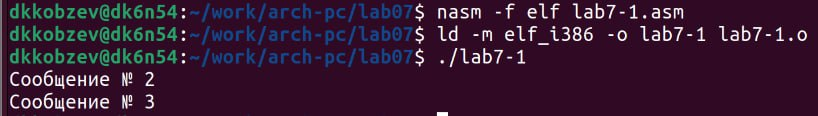 dkkobzev@dk6n54:~/work/arch-pc/lab07$ nasm -f elf lab7-1.asm
dkkobzev@dk6n54:~/work/arch-pc/lab07$ ld -m elf_i386 -o lab7-1 lab7-1.o
dkkobzev@dk6n54:~/work/arch-pc/lab07$ ./lab7-1
Сообщение № 2
Сообщение № 3